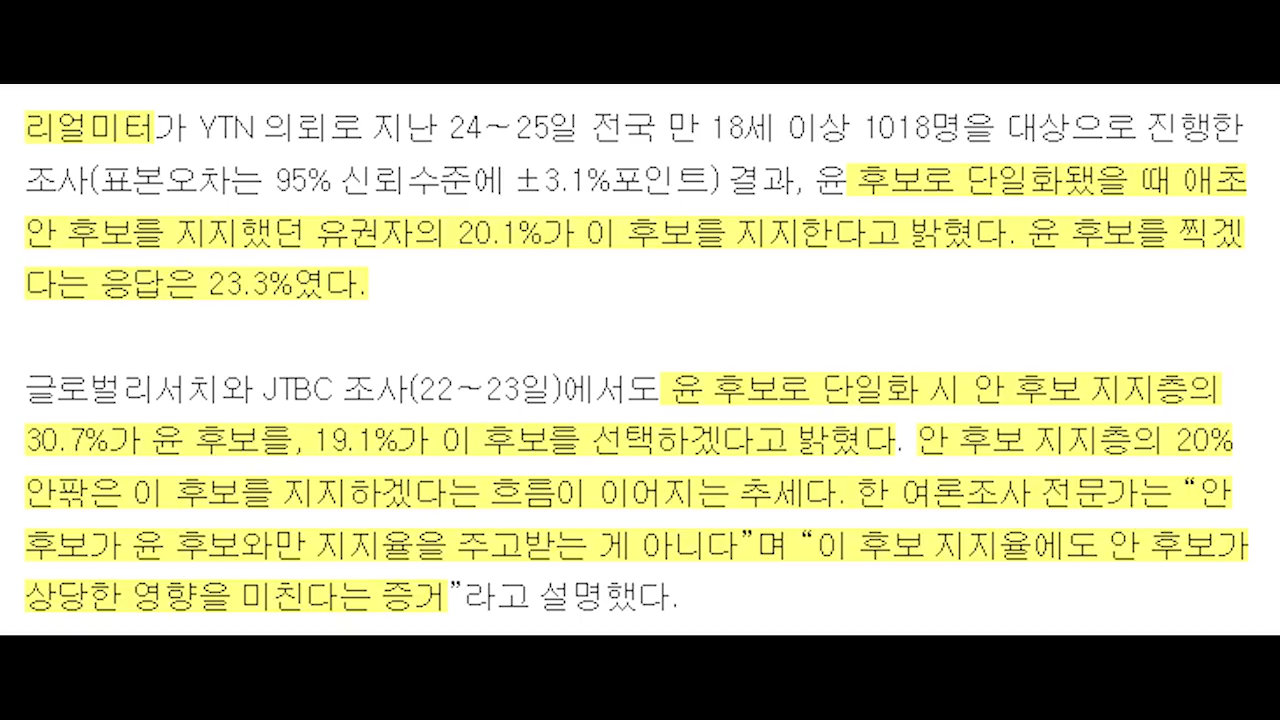 리얼미터가 YTN 의뢰로 지난 24~25일 전국 만 18세 이상 1018명을 대상으로 진행한
조사(표본오차는 95% 신뢰수준에 ±3.1%포인트) 결과, 윤 후보로 단일화됐을 때 애초
안 후보를 지지했던 유권자의 20.1%가 이 후보를 지지한다고 밝혔다. 윤 후보를 찍겠
다는 응답은 23.3%였다.
글로벌리서치와 JTBC 조사(22~23일)에서도 윤 후보로 단일화 시 안 후보 지지층의
30.7%가 윤 후보를, 19.1%가 이 후보를 선택하겠다고 밝혔다. 안 후보 지지층의 20%
안팎은 이 후보를 지지하겠다는 흐름이 이어지는 추세다. 한 여론조사 전문가는 “안
후보가 윤 후보와만 지지율을 주고받는 게 아니다”며 “이 후보 지지율에도 안 후보가
상당한 영향을 미친다는 증거”라고 설명했다.